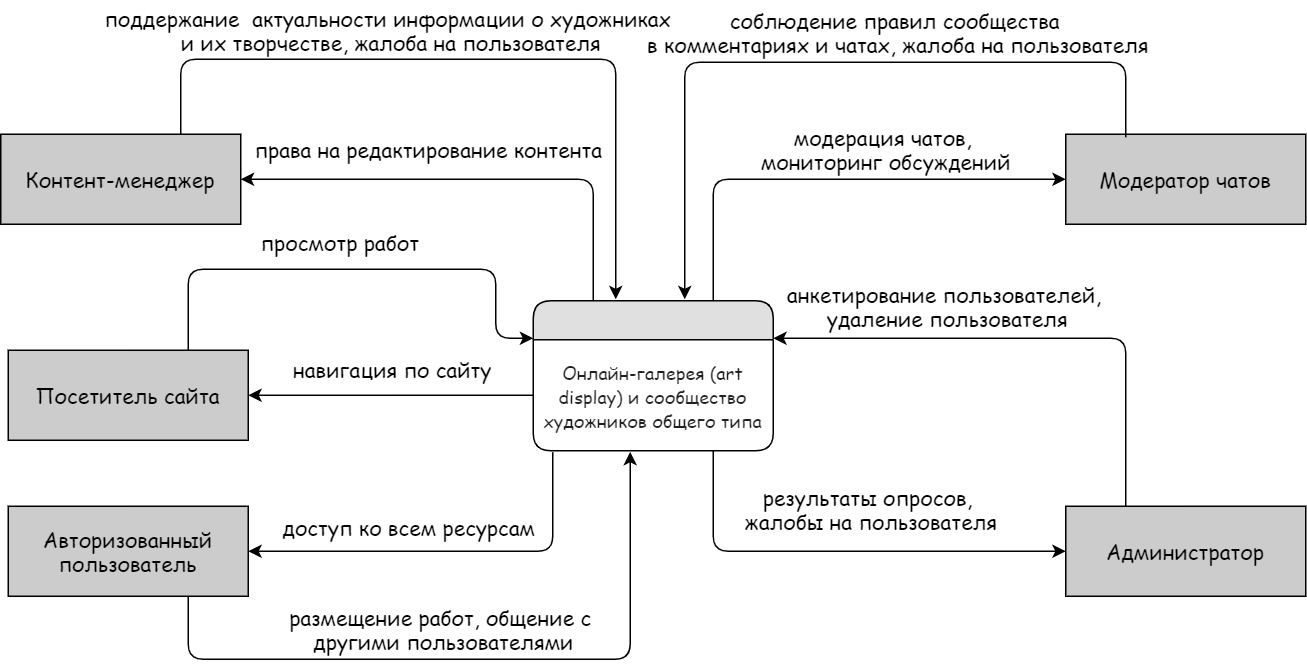 поддержание актуальности информации о художниках
и их творчестве, жалоба на пользователя
соблюдение правил сообщества
в комментариях и чатах, жалоба на пользователя
Контент-менеджер
права на редактирование контента
модерация чатов,
мониторинг обсуждений
Модератор чатов
просмотр работ
Посетитель сайта
навигация по сайту
Онлайн-галерея (art
display) и сообщество
художников общего типа
анкетирование пользователей,
удаление пользователя
Авторизованный
пользователь
доступ ко всем ресурсам
размещение работ, общение с
другими пользователями
результаты опросов,
жалобы на пользователя
Администратор